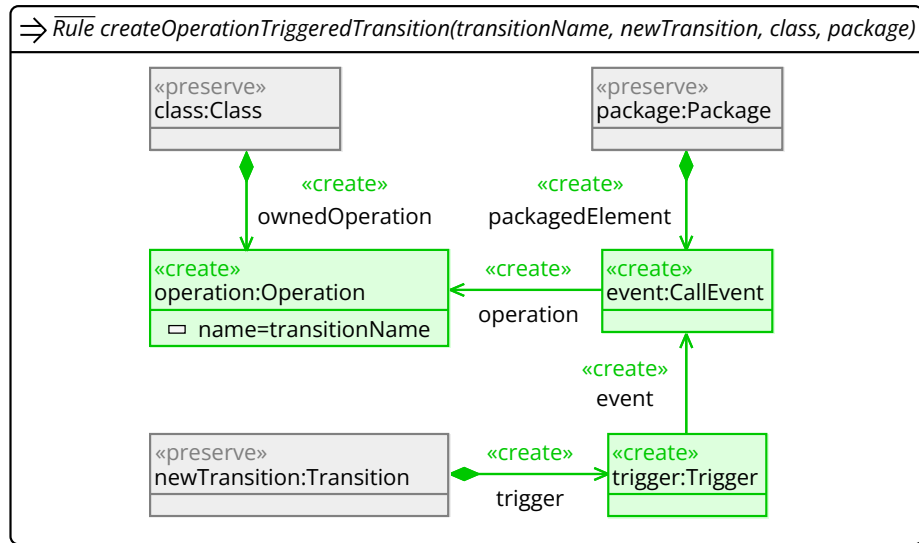 Rule createOperationTriggeredTransition(transitionName, newTransition, class, package)
«preserve»
class:Class
«preserve»
package:Package
«create»
ownedOperation
«create»
packagedElement
«create»
operation:Operation
name=transitionName
«create»
operation
«create»
event:CallEvent
«create»
event
«preserve»
newTransition:Transition
«create»
trigger
«create»
trigger:Trigger